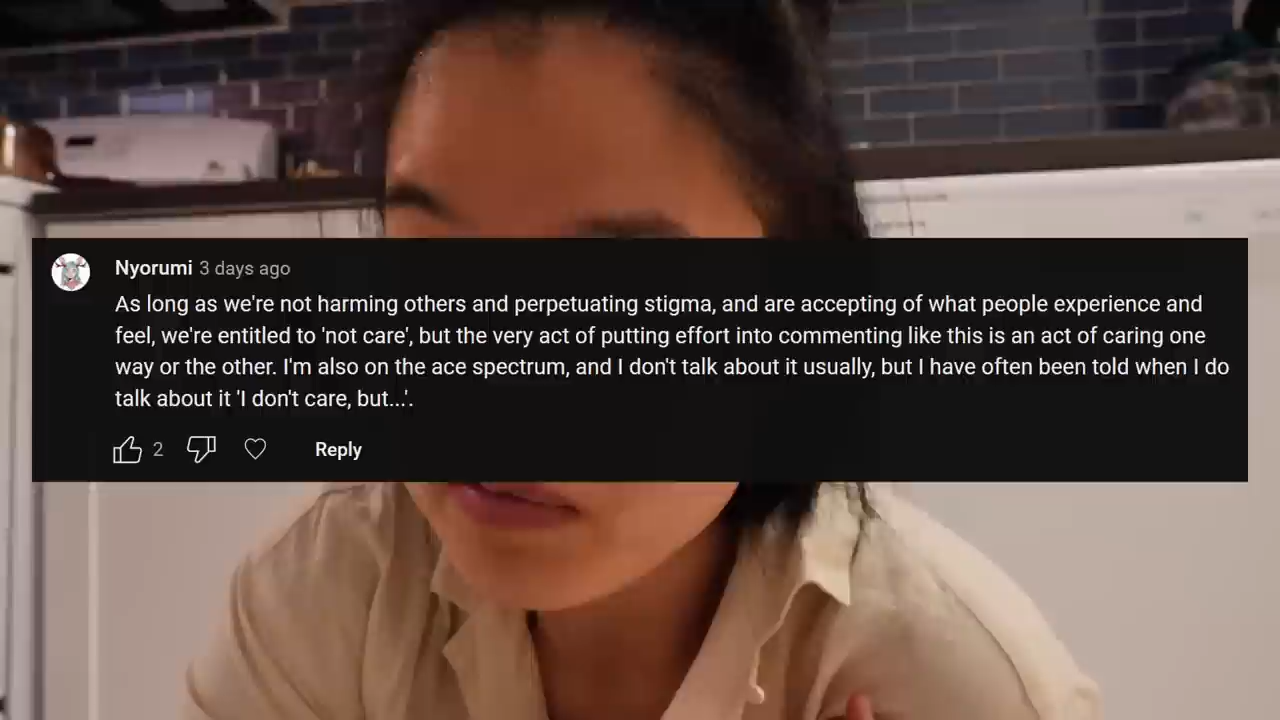 Nyorumi 3 days ago
As long as we're not harming others and perpetuating stigma, and are accepting of what people experience and
feel, we're entitled to 'not care', but the very act of putting effort into commenting like this is an act of caring one
way or the other. I'm also on the ace spectrum, and I don't talk about it usually, but I have often been told when I do
talk about it 'I don't care, but...'.
2 Reply